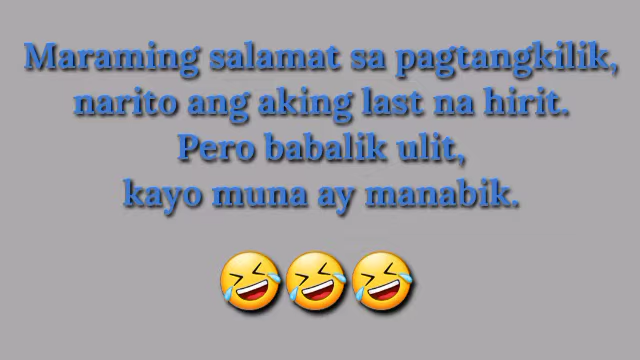 Maraming salamat sa pagtangkilik,
narito ang aking last na hirit.
Pero babalik ulit,
kayo muna ay manabik.